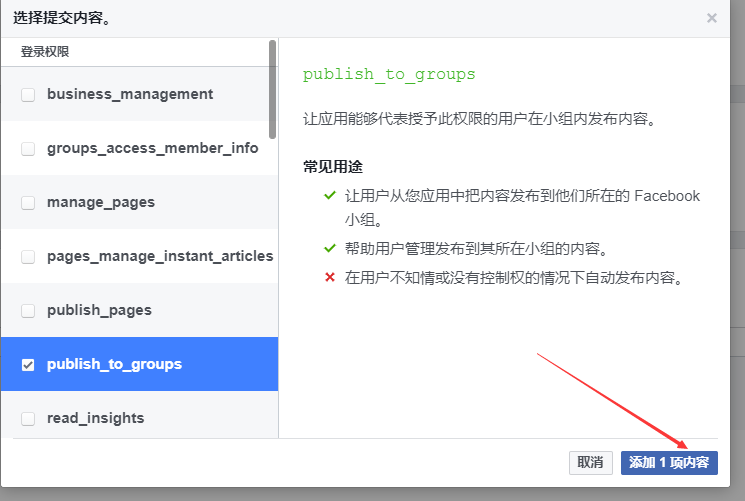 选择提交内容。
登录权限
business_management
groups_access_member_info
manage_pages
pages_manage_instant_articles
publish_pages
publish_to_groups
read_insights
publish_to_groups
让应用能够代表授予此权限的用户在小组内发布内容。
常见用途
让用户从您应用中把内容发布到他们所在的 Facebook
小组。
帮助用户管理发布到其所在小组的内容。
在用户不知情或没有控制权的情况下自动发布内容。
取消
添加 1 项内容